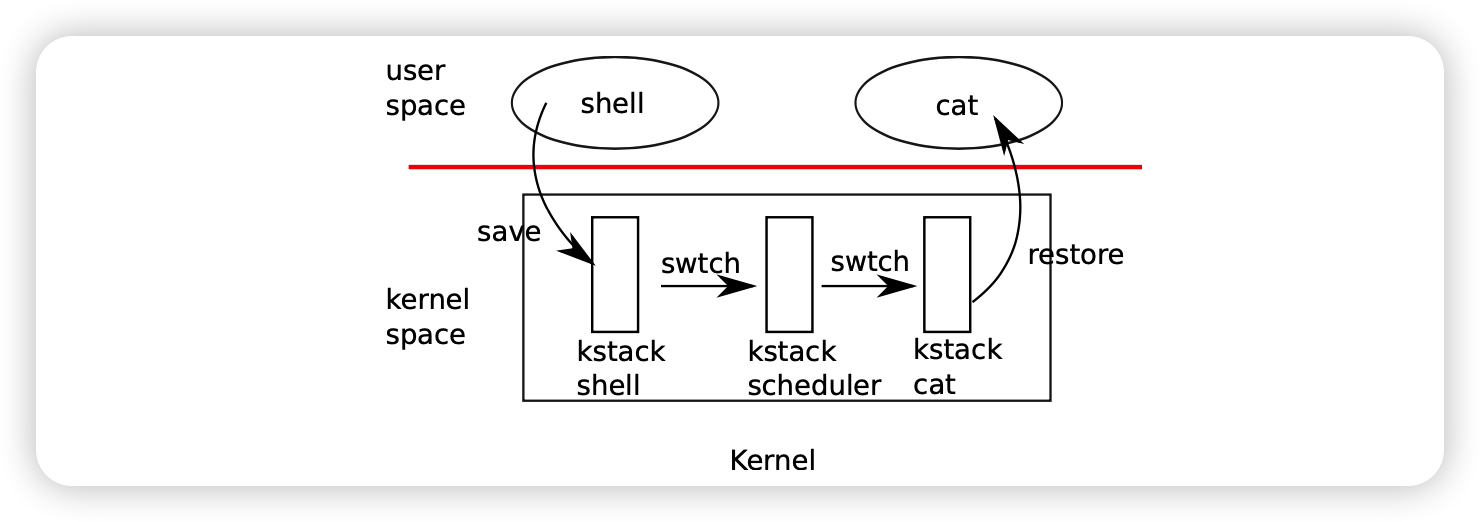 user
space
shell
cat
save
swtch
swtch
restore
kernel
space
kstack
shell
kstack
scheduler
kstack
cat
Kernel